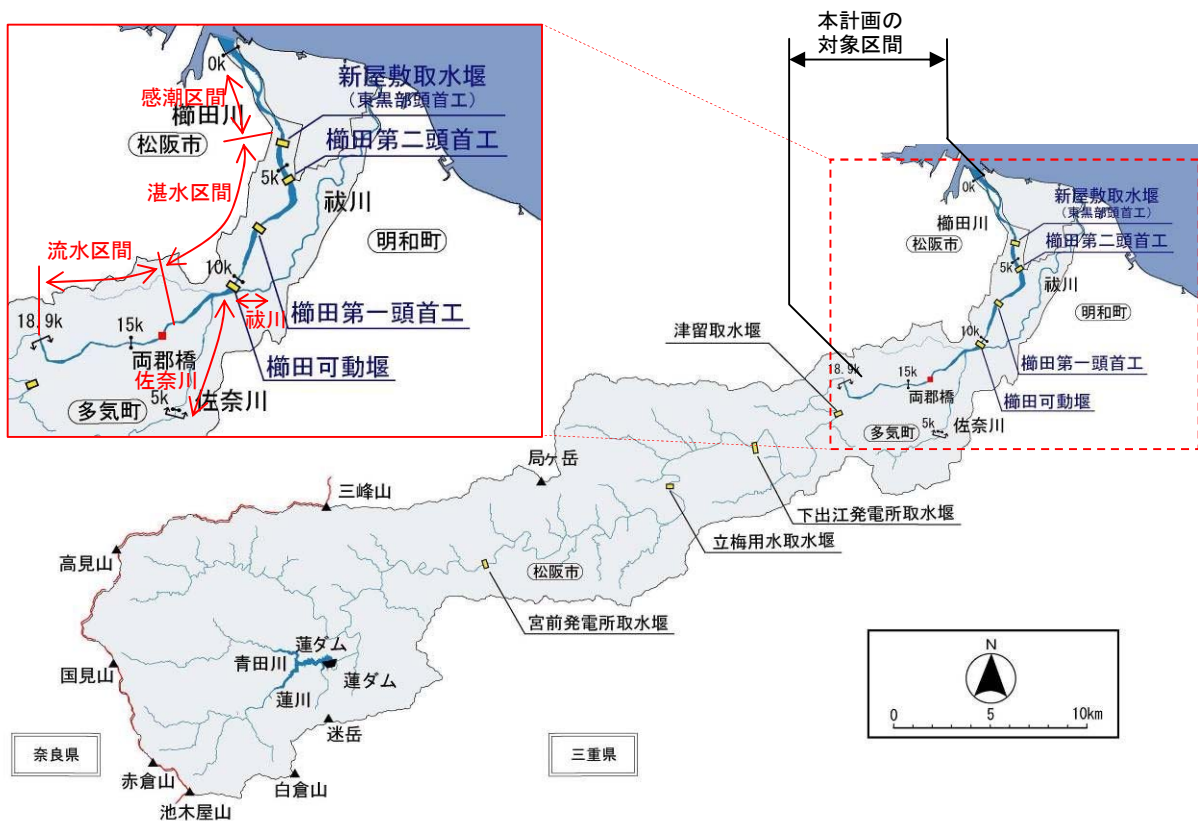 本計画の
対象区間
0k
新屋敷取水堰
(東黒部頭首工)
感潮区間
櫛田川
松阪市
櫛田第二頭首工
5k
湛水区間
祓川
明和町
流水区間
10k
櫛田第一頭首工
祓川
18.9k
15k
両郡橋
櫛田可動堰
佐奈川
5k
佐奈川
多気町
0k
新屋敷取水堰
(東黒部頭首工)
櫛田川
松阪市
櫛田第二頭首工
5k
祓川
明和町
10k
櫛田第一頭首工
津留取水堰
18.9k
15k
両郡橋
櫛田可動堰
5k
佐奈川
多気町
局ヶ岳
三峰山
下出江発電所取水堰
立梅用水取水堰
高見山
松阪市
宮前発電所取水堰
蓮ダム
青田川
国見山
蓮ダム
蓮川
迷岳
N
0
5
10km
奈良県
三重県
赤倉山
白倉山
池木屋山